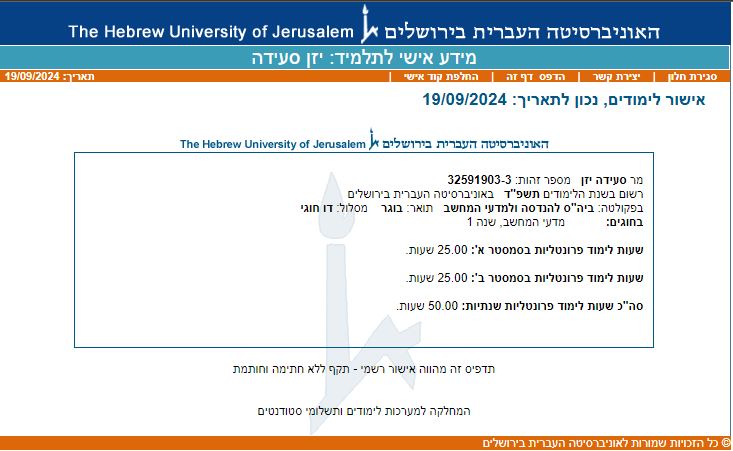 The Hebrew University of Jerusalem האוניברסיטה העברית בירושלים
מידע אישי לתלמיד: יזן סעידה
סגירת חלון | יצירת קשר | הדפס דף זה | החלפת קוד אישי | תאריך: 19/09/2024
אישור לימודים, נכון לתאריך: 19/09/2024
The Hebrew University of Jerusalem האוניברסיטה העברית בירושלים
מר סעידה יזן מספר זהות: 32591903-3
רשום בשנת הלימודים תשפ"ד באוניברסיטה העברית בירושלים
בפקולטה: ביה"ס להנדסה ולמדעי המחשב תואר: בוגר מסלול: דו חוגי
בחוגים: מדעי המחשב, שנה 1
שעות לימוד פרונטליות בסמסטר א': 25.00 שעות.
שעות לימוד פרונטליות בסמסטר ב': 25.00 שעות.
סה"כ שעות לימוד פרונטליות שנתיות: 50.00 שעות.
תדפיס זה מהווה אישור רשמי - תקף ללא חתימה וחותמת
המחלקה למערכות לימודים ותשלומי סטודנטים
© כל הזכויות שמורות לאוניברסיטה העברית בירושלים